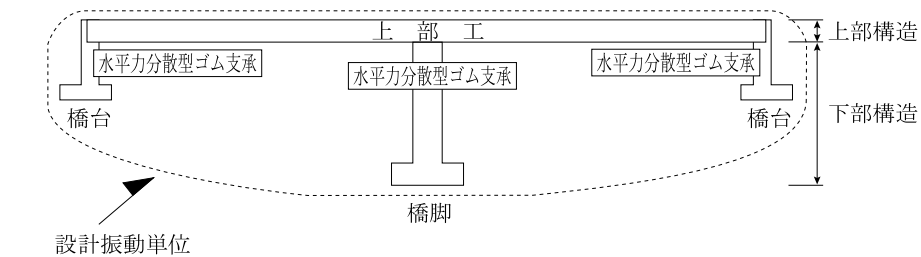 上部工
上部構造
水平力分散型ゴム支承
水平力分散型ゴム支承
水平力分散型ゴム支承
橋台
橋台
下部構造
橋脚
設計振動単位